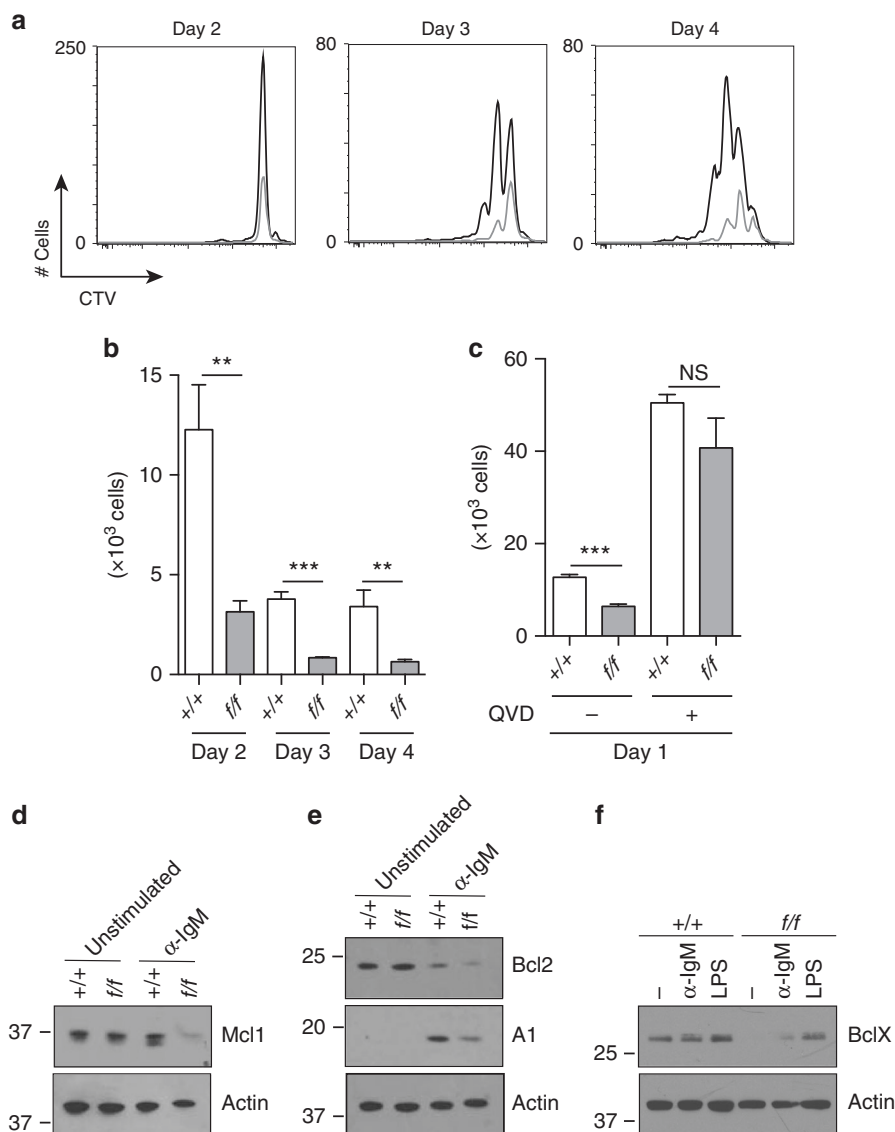 a
Day 2
Day 3
Day 4
250
0
80
0
80
0
# Cells
CTV
b
(×10³ cells)
15
10
5
0
**
***
**
+/+
f/f
+/+
f/f
+/+
f/f
Day 2
Day 3
Day 4
c
(×10³ cells)
60
40
20
0
***
NS
+/+
f/f
+/+
f/f
QVD
–
+
Day 1
d
Unstimulated
α-IgM
+/+
f/f
+/+
f/f
37
Mcl1
37
Actin
e
Unstimulated
α-IgM
+/+
f/f
+/+
f/f
25
Bcl2
20
A1
37
Actin
f
+/+
f/f
–
α-IgM
LPS
–
α-IgM
LPS
25
BclX
37
Actin